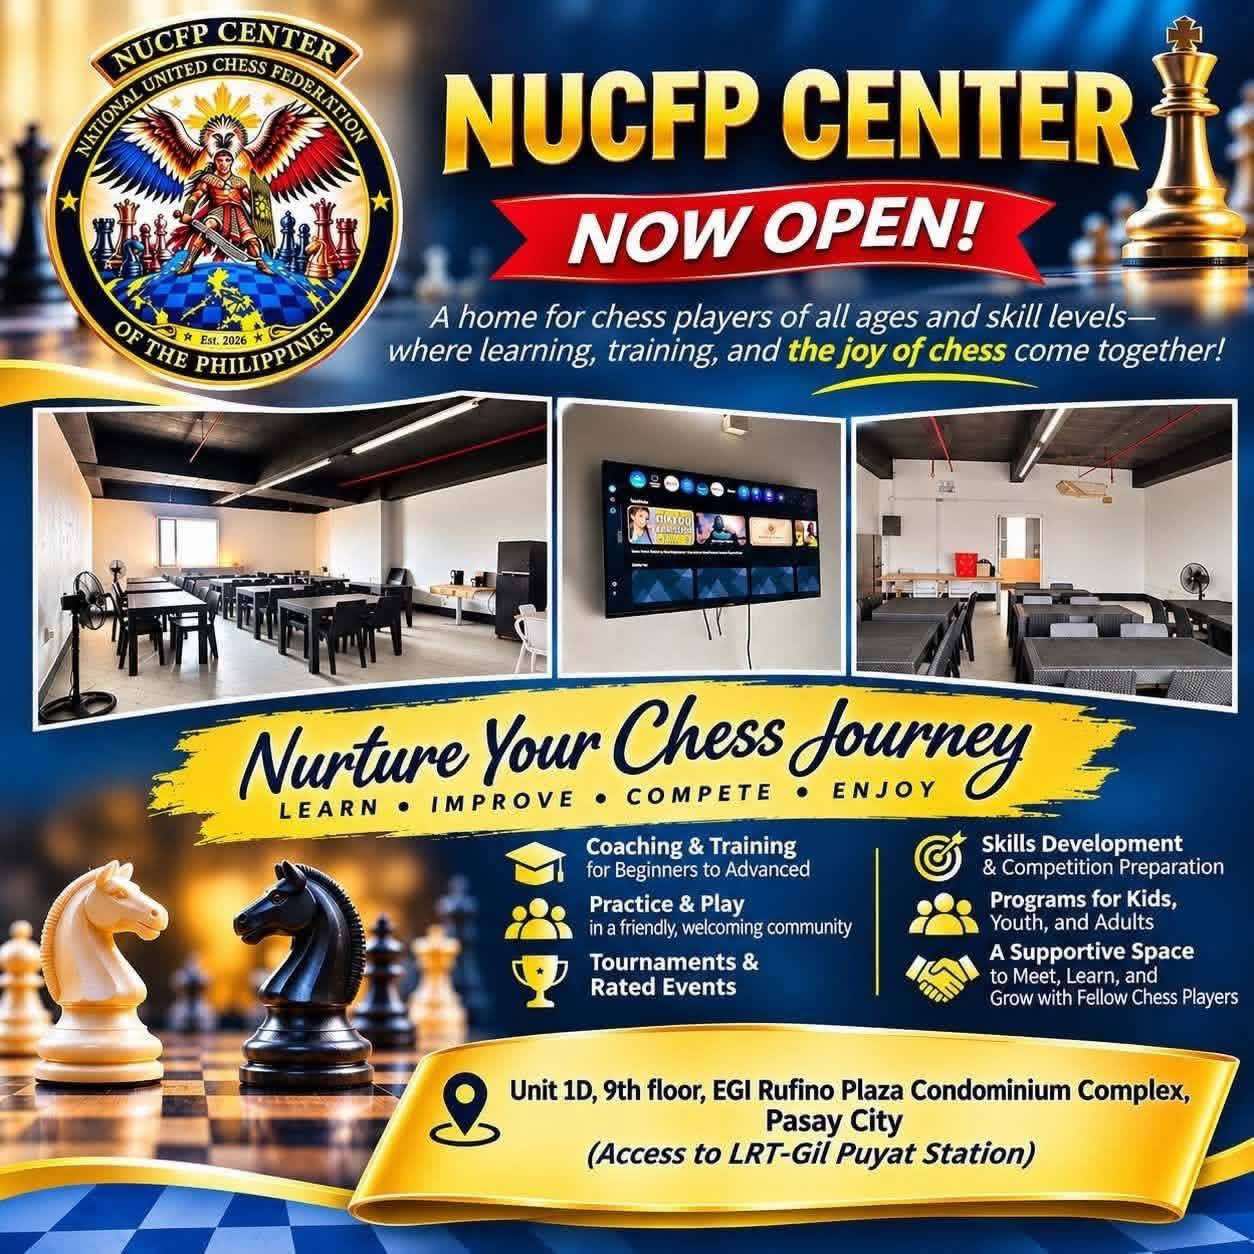 NUCFP CENTER
NATIONAL UNITED CHESS FEDERATION
Est. 2026
OF THE PHILIPPINES
NUCFP CENTER
NOW OPEN!
A home for chess players of all ages and skill levels—
where learning, training, and the joy of chess come together!
Nurture Your Chess Journey
LEARN • IMPROVE • COMPETE • ENJOY
Coaching & Training
for Beginners to Advanced
Practice & Play
in a friendly, welcoming community
Tournaments &
Rated Events
Skills Development
& Competition Preparation
Programs for Kids,
Youth, and Adults
A Supportive Space
to Meet, Learn, and
Grow with Fellow Chess Players
Unit 1D, 9th floor, EGI Rufino Plaza Condominium Complex,
Pasay City
(Access to LRT-Gil Puyat Station)